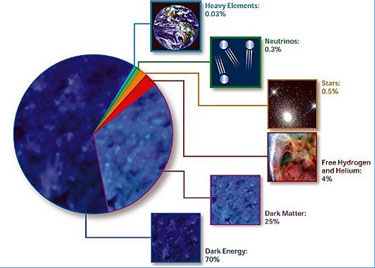 Heavy Elements:
0.03%
Neutrinos:
0.3%
Stars:
0.5%
Free Hydrogen
and Helium:
4%
Dark Matter:
25%
Dark Energy:
70%